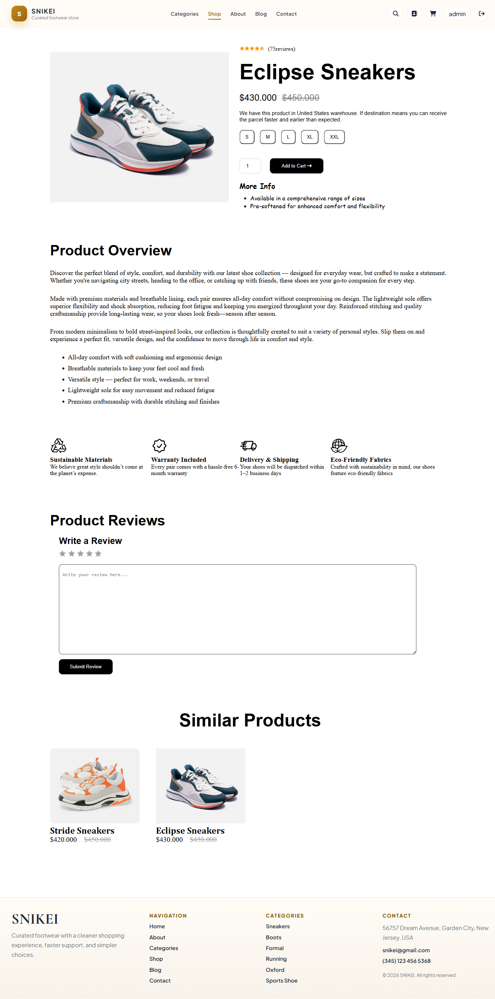 S
SNIKEI
Curated footwear store
Categories Shop About Blog Contact
admin
(75reviews)
Eclipse Sneakers
$430.000 $450.000
We have this product in United States warehouse. If destination means you can receive
the parcel faster and earlier than expected.
S M L XL XXL
1 Add to Cart
More Info
Available in a comprehensive range of sizes
Pre-softened for enhanced comfort and flexibility
Product Overview
Discover the perfect blend of style, comfort, and durability with our latest shoe collection — designed for everyday wear, but crafted to make a statement.
Whether you're navigating city streets, heading to the office, or catching up with friends, these shoes are your go-to companion for every step.
Made with premium materials and breathable lining, each pair ensures all-day comfort without compromising on design. The lightweight sole offers
superior flexibility and shock absorption, reducing foot fatigue and keeping you energized throughout your day. Reinforced stitching and quality
craftsmanship provide long-lasting wear, so your shoes look fresh—season after season.
From modern minimalism to bold street-inspired looks, our collection is thoughtfully created to suit a variety of personal styles. Slip them on and
experience a perfect fit, versatile design, and the confidence to move through life in comfort and style.
All-day comfort with soft cushioning and ergonomic design
Breathable materials to keep your feet cool and fresh
Versatile style — perfect for work, weekends, or travel
Lightweight sole for easy movement and reduced fatigue
Premium craftsmanship with durable stitching and finishes
Sustainable Materials
We believe great style shouldn’t come at
the planet’s expense.
Warranty Included
Every pair comes with a hassle-free 6-
month warranty
Delivery & Shipping
Your shoes will be dispatched within
1–2 business days
Eco-Friendly Fabrics
Crafted with sustainability in mind, our shoes
feature eco-friendly fabrics
Product Reviews
Write a Review
Write your review here...
Submit Review
Similar Products
Stride Sneakers
$420.000 $450.000
Eclipse Sneakers
$430.000 $450.000
SNIKEI
Curated footwear with a cleaner shopping
experience, faster support, and simpler
choices.
NAVIGATION
Home
About
Categories
Shop
Blog
Contact
CATEGORIES
Sneakers
Boots
Formal
Running
Oxford
Sports Shoe
CONTACT
56757 Dream Avenue, Garden City, New
Jersey, USA
snikei@gmail.com
(345) 123 456 5368
© 2026 SNIKEI. All rights reserved.